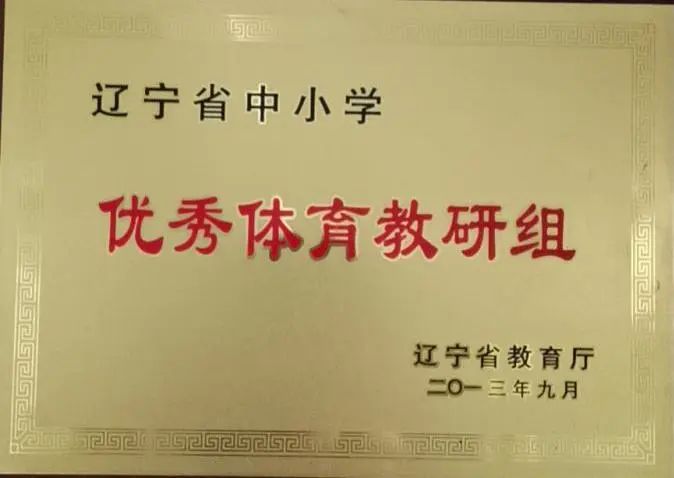 辽宁省中小学
优秀体育教研组
辽宁省教育厅
二〇一三年九月